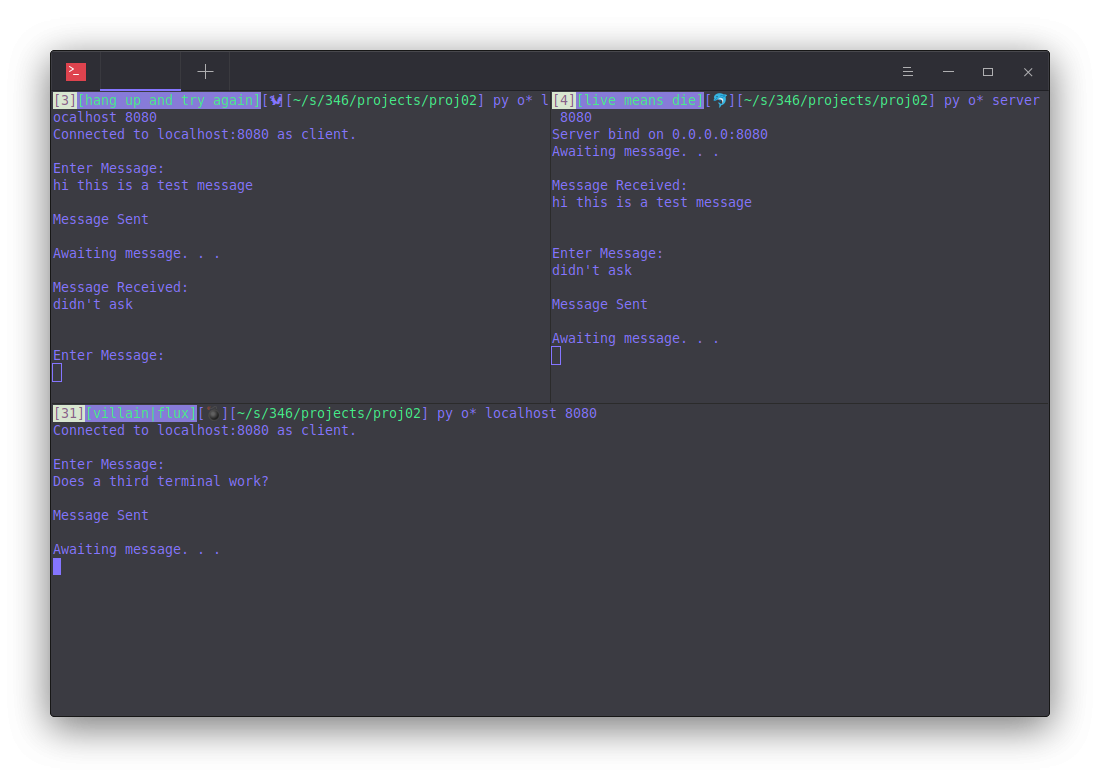 [3][hang up and try again][🦋][~/s/346/projects/proj02] py o* l
ocalhost 8080
Connected to localhost:8080 as client.
Enter Message:
hi this is a test message
Message Sent
Awaiting message. . .
Message Received:
didn't ask
Enter Message:
[4][live means die][🐬][~/s/346/projects/proj02] py o* server
8080
Server bind on 0.0.0.0:8080
Awaiting message. . .
Message Received:
hi this is a test message
Enter Message:
didn't ask
Message Sent
Awaiting message. . .
[31][villain|flux][💣][~/s/346/projects/proj02] py o* localhost 8080
Connected to localhost:8080 as client.
Enter Message:
Does a third terminal work?
Message Sent
Awaiting message. . .